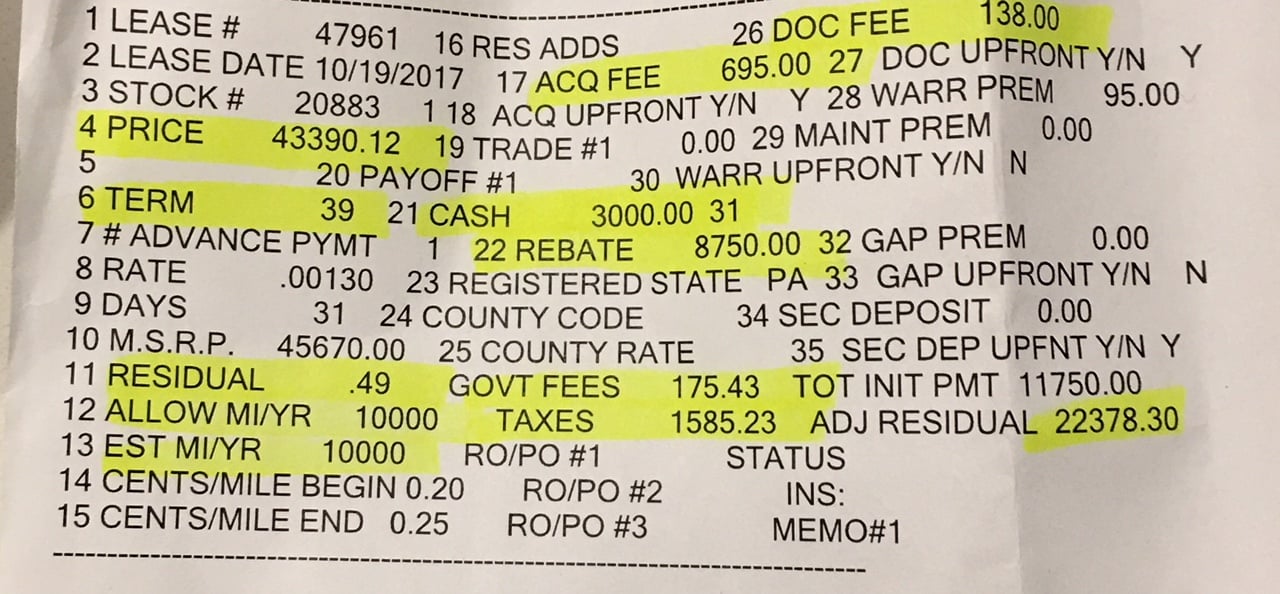 1 LEASE # 47961 16 RES ADDS 26 DOC FEE 138.00
2 LEASE DATE 10/19/2017 17 ACQ FEE 695.00 27 DOC UPFRONT Y/N Y
3 STOCK # 20883 1 18 ACQ UPFRONT Y/N Y 28 WARR PREM 95.00
4 PRICE 43390.12 19 TRADE #1 0.00 29 MAINT PREM 0.00
5 20 PAYOFF #1 30 WARR UPFRONT Y/N N
6 TERM 39 21 CASH 3000.00 31
7 # ADVANCE PYMT 1 22 REBATE 8750.00 32 GAP PREM 0.00
8 RATE .00130 23 REGISTERED STATE PA 33 GAP UPFRONT Y/N N
9 DAYS 31 24 COUNTY CODE 34 SEC DEPOSIT 0.00
10 M.S.R.P. 45670.00 25 COUNTY RATE 35 SEC DEP UPFNT Y/N Y
11 RESIDUAL .49 GOVT FEES 175.43 TOT INIT PMT 11750.00
12 ALLOW MI/YR 10000 TAXES 1585.23 ADJ RESIDUAL 22378.30
13 EST MI/YR 10000 RO/PO #1 STATUS
14 CENTS/MILE BEGIN 0.20 RO/PO #2 INS:
15 CENTS/MILE END 0.25 RO/PO #3 MEMO#1